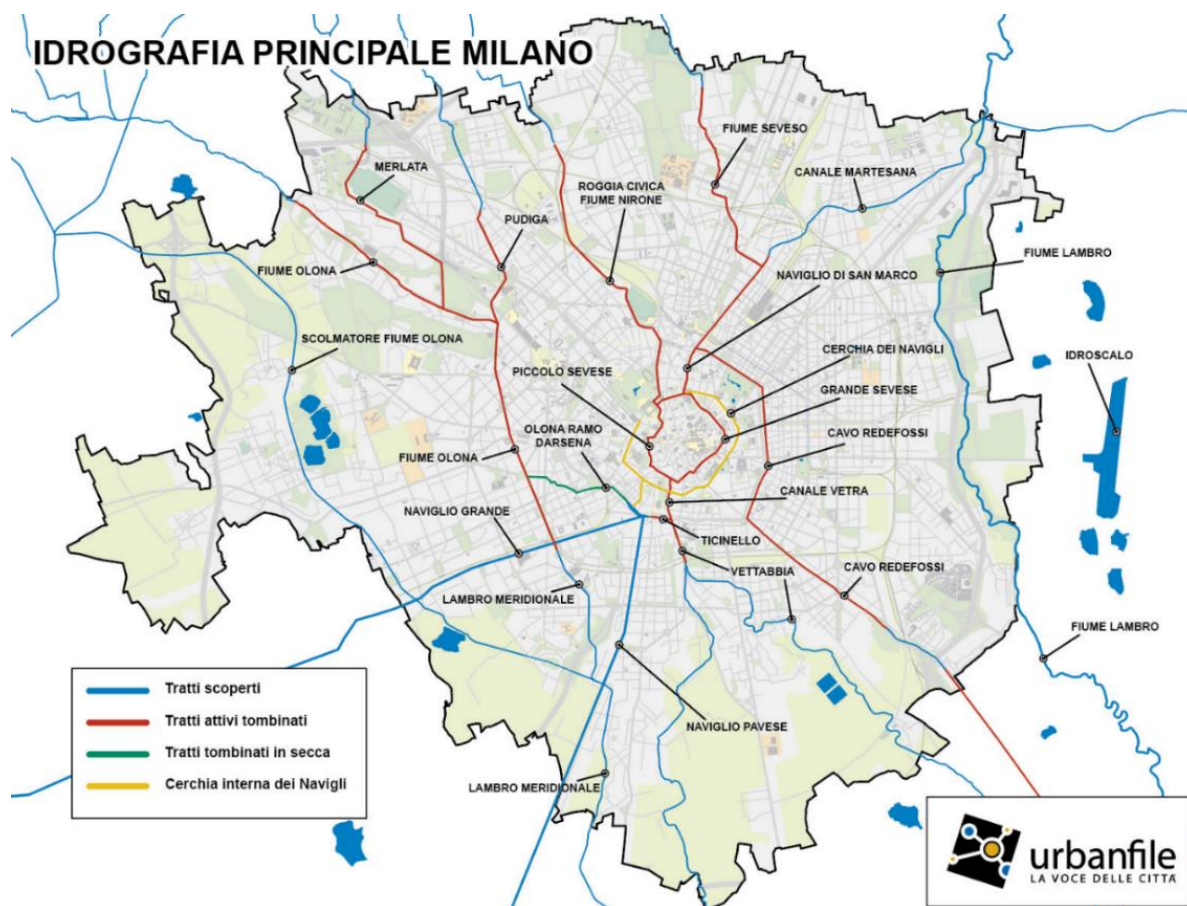 IDROGRAFIA PRINCIPALE MILANO
FIUME SEVESO
MERLATA
CANALE MARTESANA
ROGGIA CIVICA
FIUME NIRONE
PUDIGA
FIUME LAMBRO
FIUME OLONA
NAVIGLIO DI SAN MARCO
SCOLMATORE FIUME OLONA
CERCHIA DEI NAVIGLI
IDROSCALO
PICCOLO SEVESE
GRANDE SEVESE
OLONA RAMO
DARSENA
CAVO REDEFOSSI
FIUME OLONA
CANALE VETRA
NAVIGLIO GRANDE
TICINELLO
VETTABBIA
CAVO REDEFOSSI
LAMBRO MERIDIONALE
FIUME LAMBRO
NAVIGLIO PAVESE
LAMBRO MERIDIONALE
Tratti scoperti
Tratti attivi tombinati
Tratti tombinati in secca
Cerchia interna dei Navigli
urbanfile
LA VOCE DELLE CITTÀ